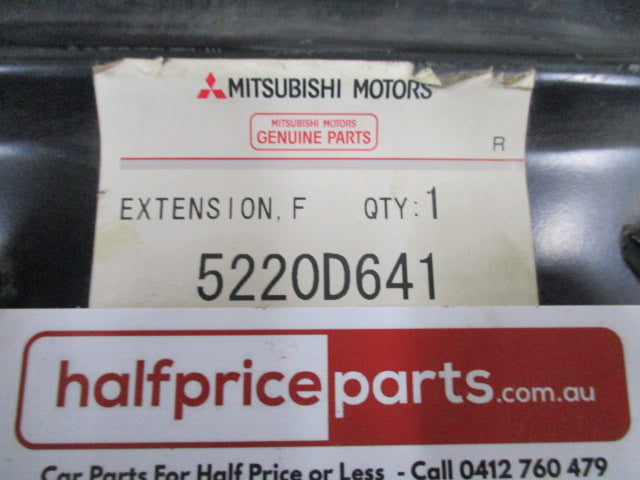 MITSUBISHI MOTORS
MITSUBISHI MOTORS
GENUINE PARTS
R
EXTENSION, F QTY: 1
5220D641
halfpriceparts.com.au
Car Parts For Half Price or Less - Call 0412 760 479